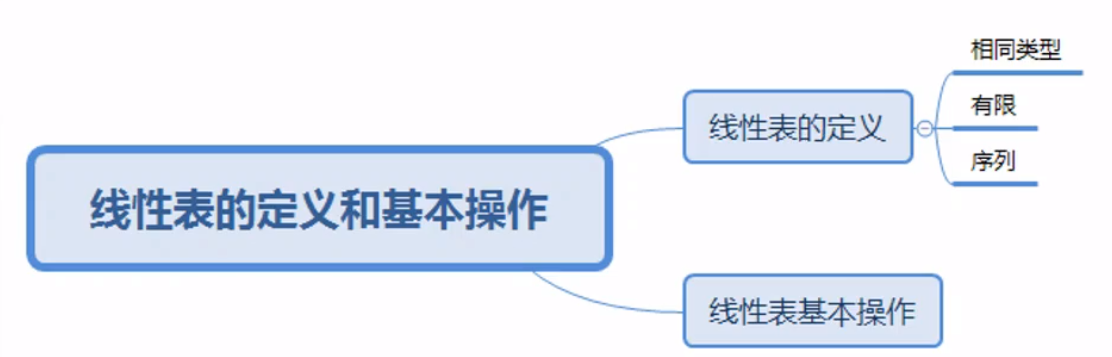 线性表的定义和基本操作
线性表的定义
相同类型
有限
序列
线性表基本操作